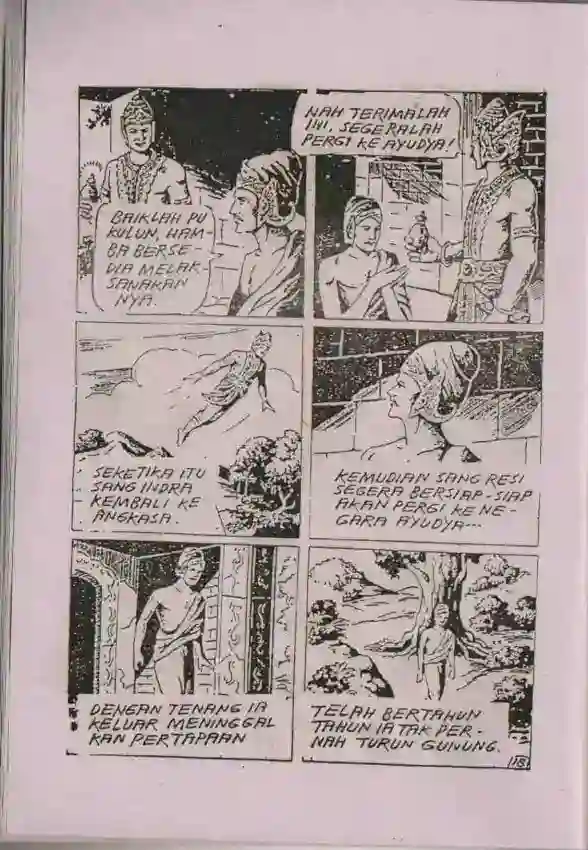 BAIKLAH PU
KULUN, HAM-
BA BERSE-
DIA MELAK-
SANAKAN
NYA.
NAH TERIMALAH
INI, SEGERALAH
PERGI KE AYUDYA!
SEKETIKA ITU
SANG INDRA
KEMBALI KE
ANGKASA.
KEMUDIAN SANG RESI
SEGERA BERSIAP-SIAP
AKAN PERGI KE NE-
GARA AYUDYA---
DENGAN TENANG IA
KELUAR MENINGGAL
KAN PERTAPAAN
TELAH BERTAHUN
TAHUN IA TAK PER-
NAH TURUN GUNUNG.